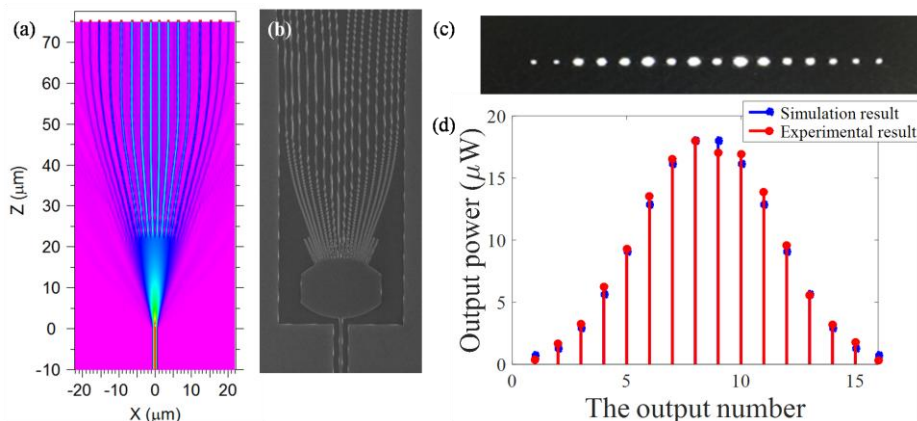 (a)
80
70
60
50
40
30
20
10
0
-10
Z (μm)
-20 -10 0 10 20
X (μm)
(b)
(c)
(d)
Simulation result
Experimental result
20
15
10
5
0
Output power (μW)
0 5 10 15
The output number